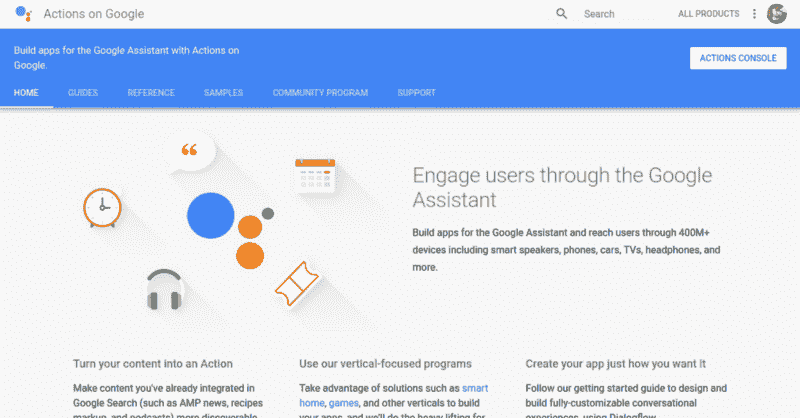 Actions on Google
Search
ALL PRODUCTS
Build apps for the Google Assistant with Actions on
Google.
ACTIONS CONSOLE
HOME
GUIDES
REFERENCE
SAMPLES
COMMUNITY PROGRAM
SUPPORT
Engage users through the Google
Assistant
Build apps for the Google Assistant and reach users through 400M+
devices including smart speakers, phones, cars, TVs, headphones, and
more.
Turn your content into an Action
Make content you've already integrated in
Google Search (such as AMP news, recipes
markup, and podcasts) more discoverable
Use our vertical-focused programs
Take advantage of solutions such as smart
home, games, and other verticals to build
your apps, and we'll do the heavy lifting for
Create your app just how you want it
Follow our getting started guide to design and
build fully-customizable conversational
experiences, using Dialogflow